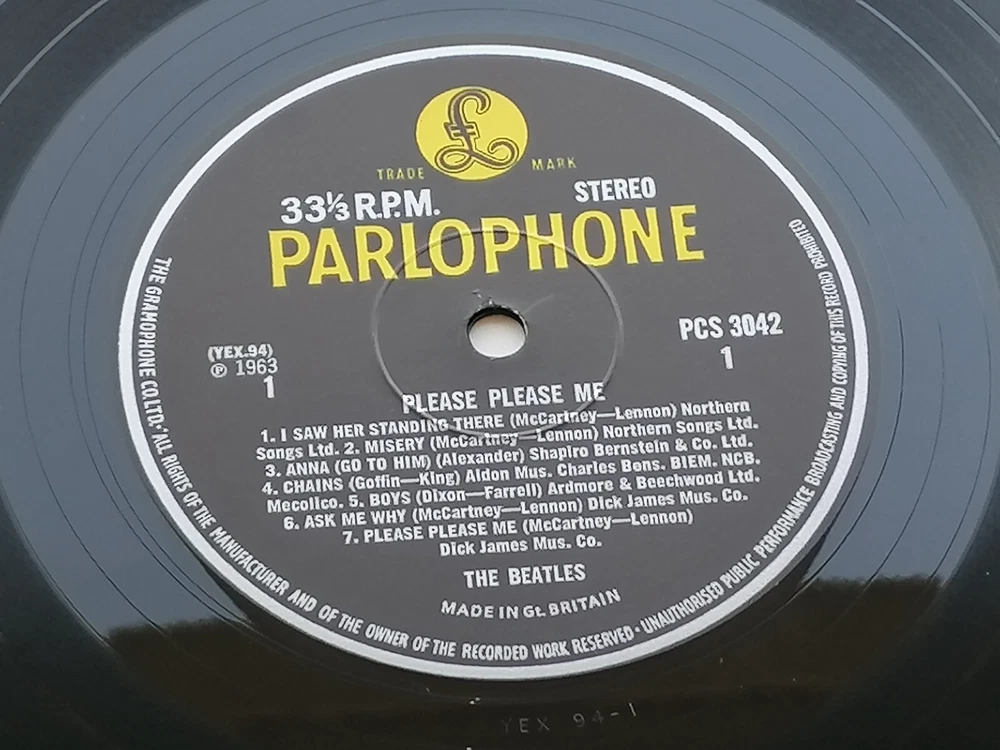 £
TRADE MARK
33⅓ R.P.M. STEREO
PARLOPHONE
(YEX.94)
℗ 1963
1
PCS 3042
1
PLEASE PLEASE ME
1. I SAW HER STANDING THERE (McCartney—Lennon) Northern
Songs Ltd. 2. MISERY (McCartney—Lennon) Northern Songs Ltd.
3. ANNA (GO TO HIM) (Alexander) Shapiro Bernstein & Co. Ltd.
4. CHAINS (Goffin—King) Aldon Mus. Charles Bens. BIEM. NCB.
Mecolico. 5. BOYS (Dixon—Farrell) Ardmore & Beechwood Ltd.
6. ASK ME WHY (McCartney—Lennon) Dick James Mus. Co.
7. PLEASE PLEASE ME (McCartney—Lennon)
Dick James Mus. Co.
THE BEATLES
MADE IN Gt. BRITAIN
THE GRAMOPHONE CO. LTD. · ALL RIGHTS OF THE MANUFACTURER AND OF THE OWNER OF THE RECORDED WORK RESERVED · UNAUTHORISED PUBLIC PERFORMANCE BROADCASTING AND COPYING OF THIS RECORD PROHIBITED
YEX 94-1